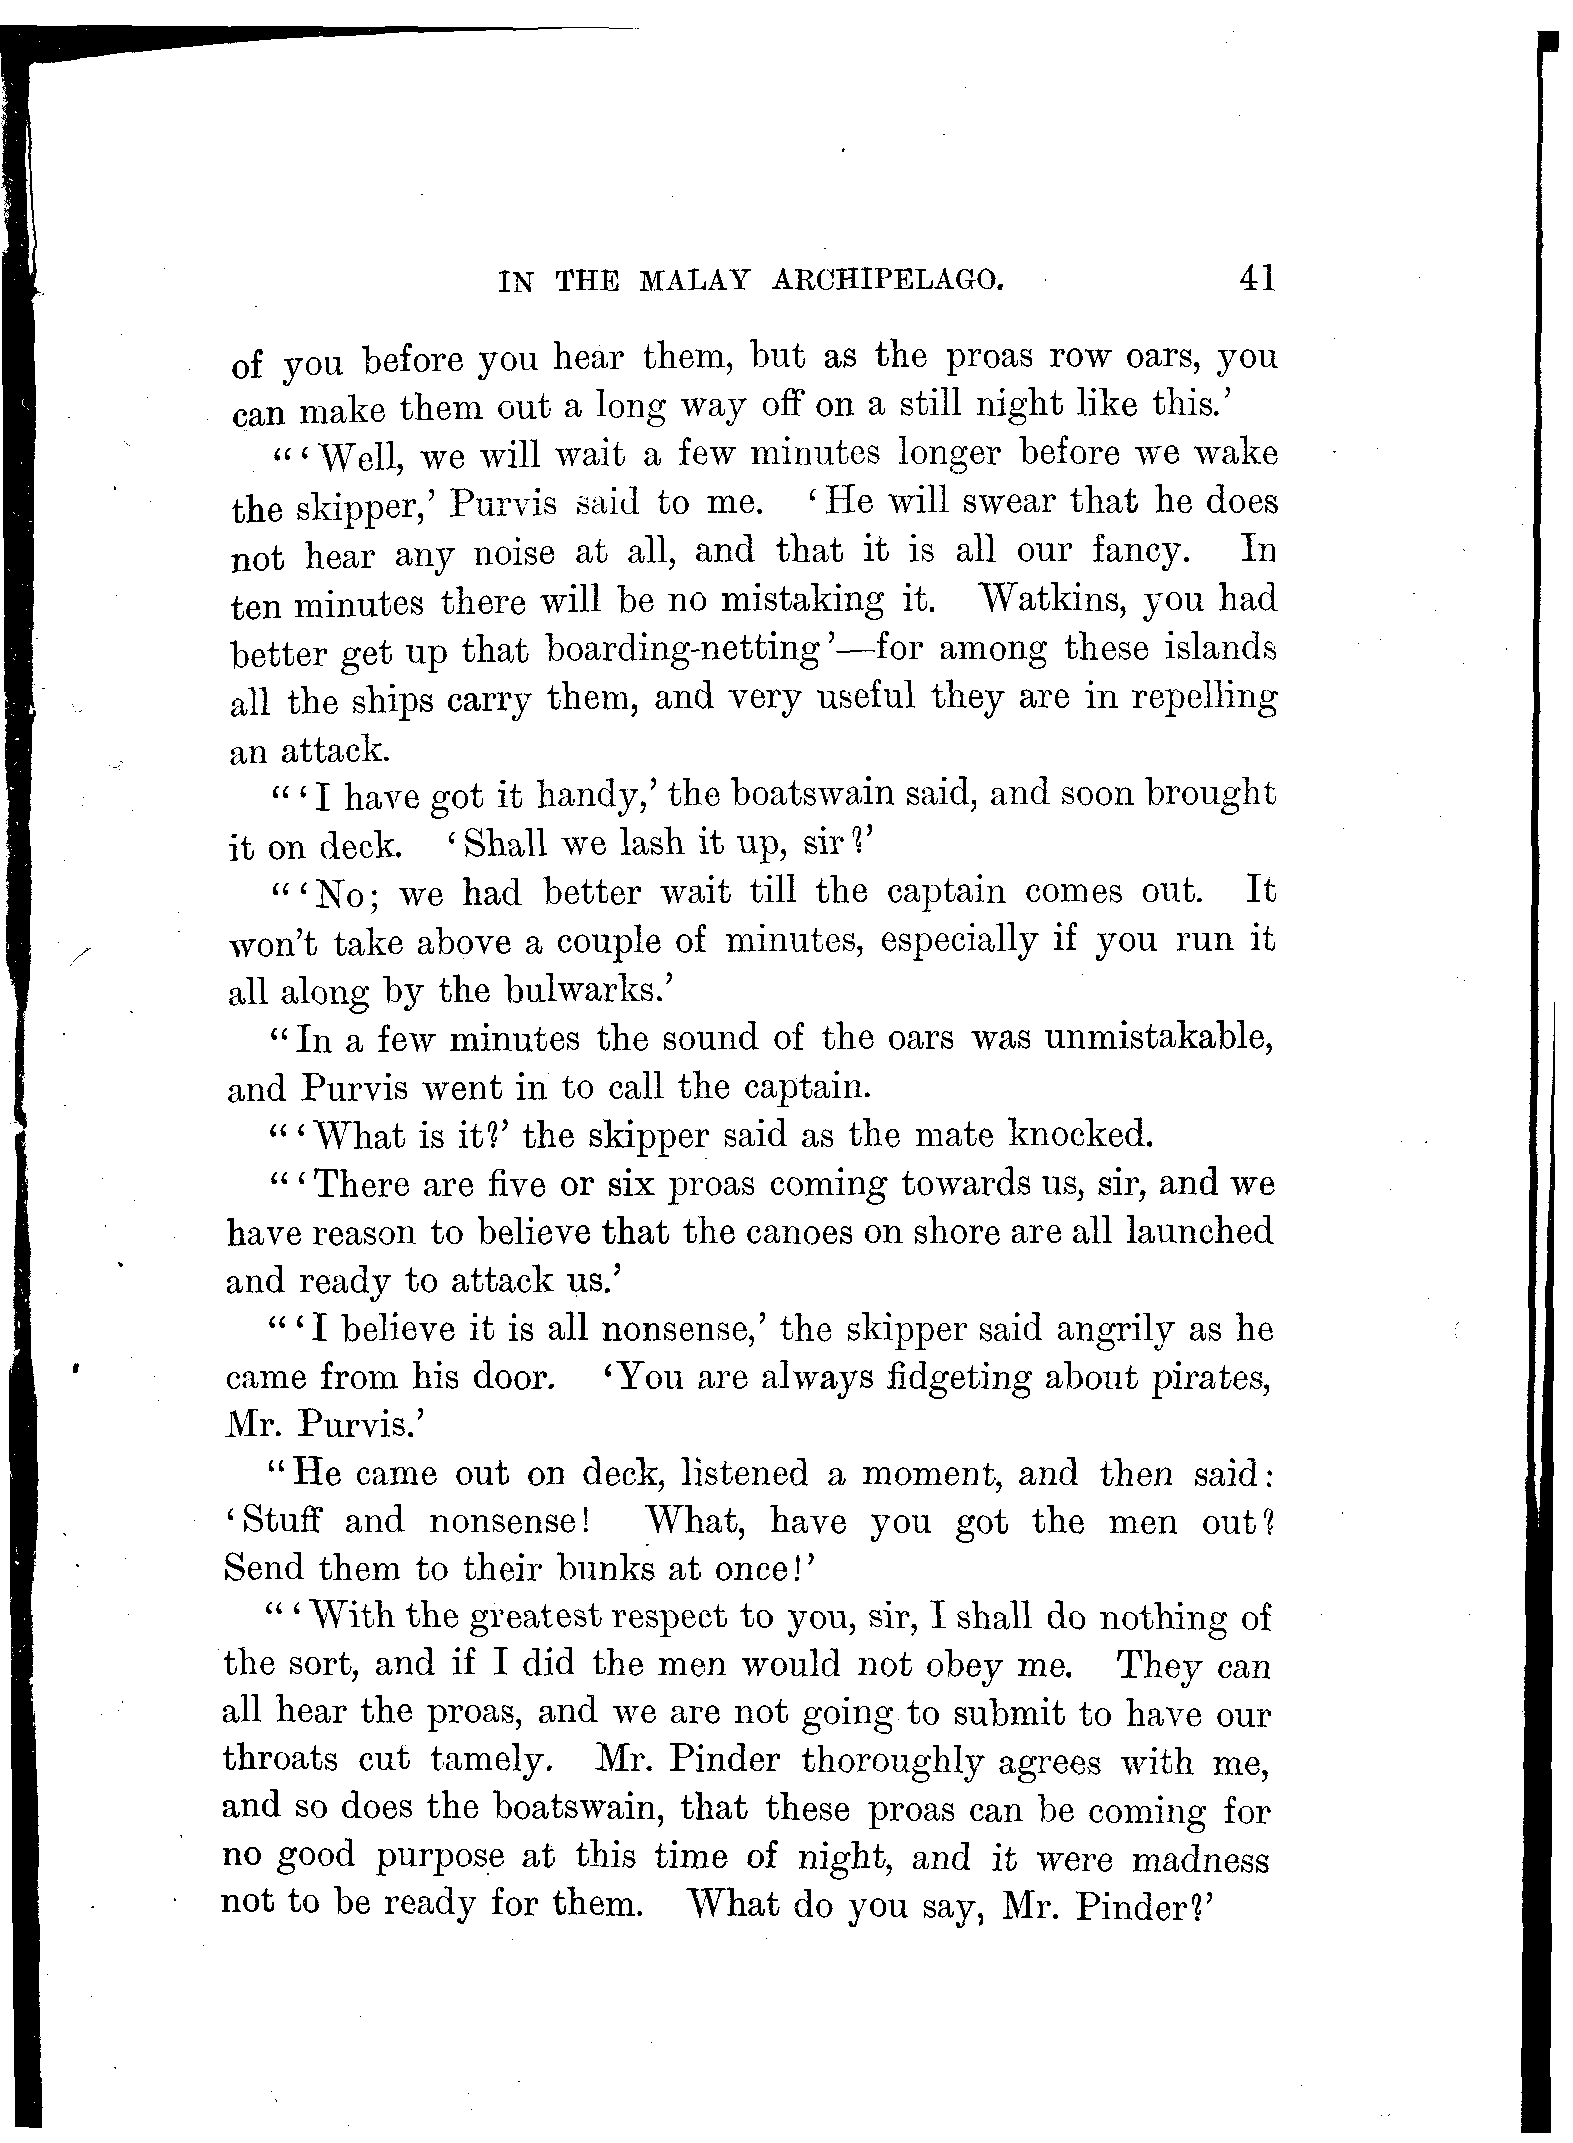 IN THE MALAY ARCHIPELAGO. 41
of you before you hear them, but as the proas row oars, you
can make them out a long way off on a still night like this.’
“‘Well, we will wait a few minutes longer before we wake
the skipper,’ Purvis said to me. ‘He will swear that he does
not hear any noise at all, and that it is all our fancy. In
ten minutes there will be no mistaking it. Watkins, you had
better get up that boarding-netting’—for among these islands
all the ships carry them, and very useful they are in repelling
an attack.
“‘I have got it handy,’ the boatswain said, and soon brought
it on deck. ‘Shall we lash it up, sir?’
“‘No; we had better wait till the captain comes out. It
won’t take above a couple of minutes, especially if you run it
all along by the bulwarks.’
“In a few minutes the sound of the oars was unmistakable,
and Purvis went in to call the captain.
“‘What is it?’ the skipper said as the mate knocked.
“‘There are five or six proas coming towards us, sir, and we
have reason to believe that the canoes on shore are all launched
and ready to attack us.’
“‘I believe it is all nonsense,’ the skipper said angrily as he
came from his door. ‘You are always fidgeting about pirates,
Mr. Purvis.’
“He came out on deck, listened a moment, and then said:
‘Stuff and nonsense! What, have you got the men out?
Send them to their bunks at once!’
“‘With the greatest respect to you, sir, I shall do nothing of
the sort, and if I did the men would not obey me. They can
all hear the proas, and we are not going to submit to have our
throats cut tamely. Mr. Pinder thoroughly agrees with me,
and so does the boatswain, that these proas can be coming for
no good purpose at this time of night, and it were madness
not to be ready for them. What do you say, Mr. Pinder?’